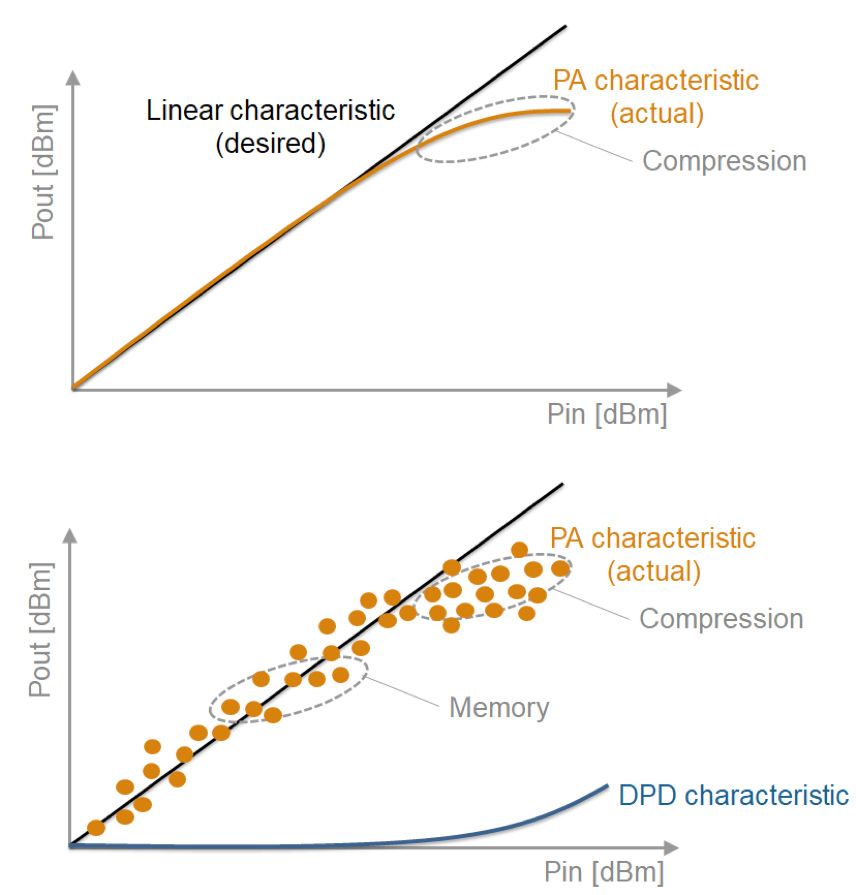 PA characteristic
(actual)
Linear characteristic
(desired)
Compression
Pout [dBm]
Pin [dBm]
PA characteristic
(actual)
Compression
Pout [dBm]
Memory
DPD characteristic
Pin [dBm]